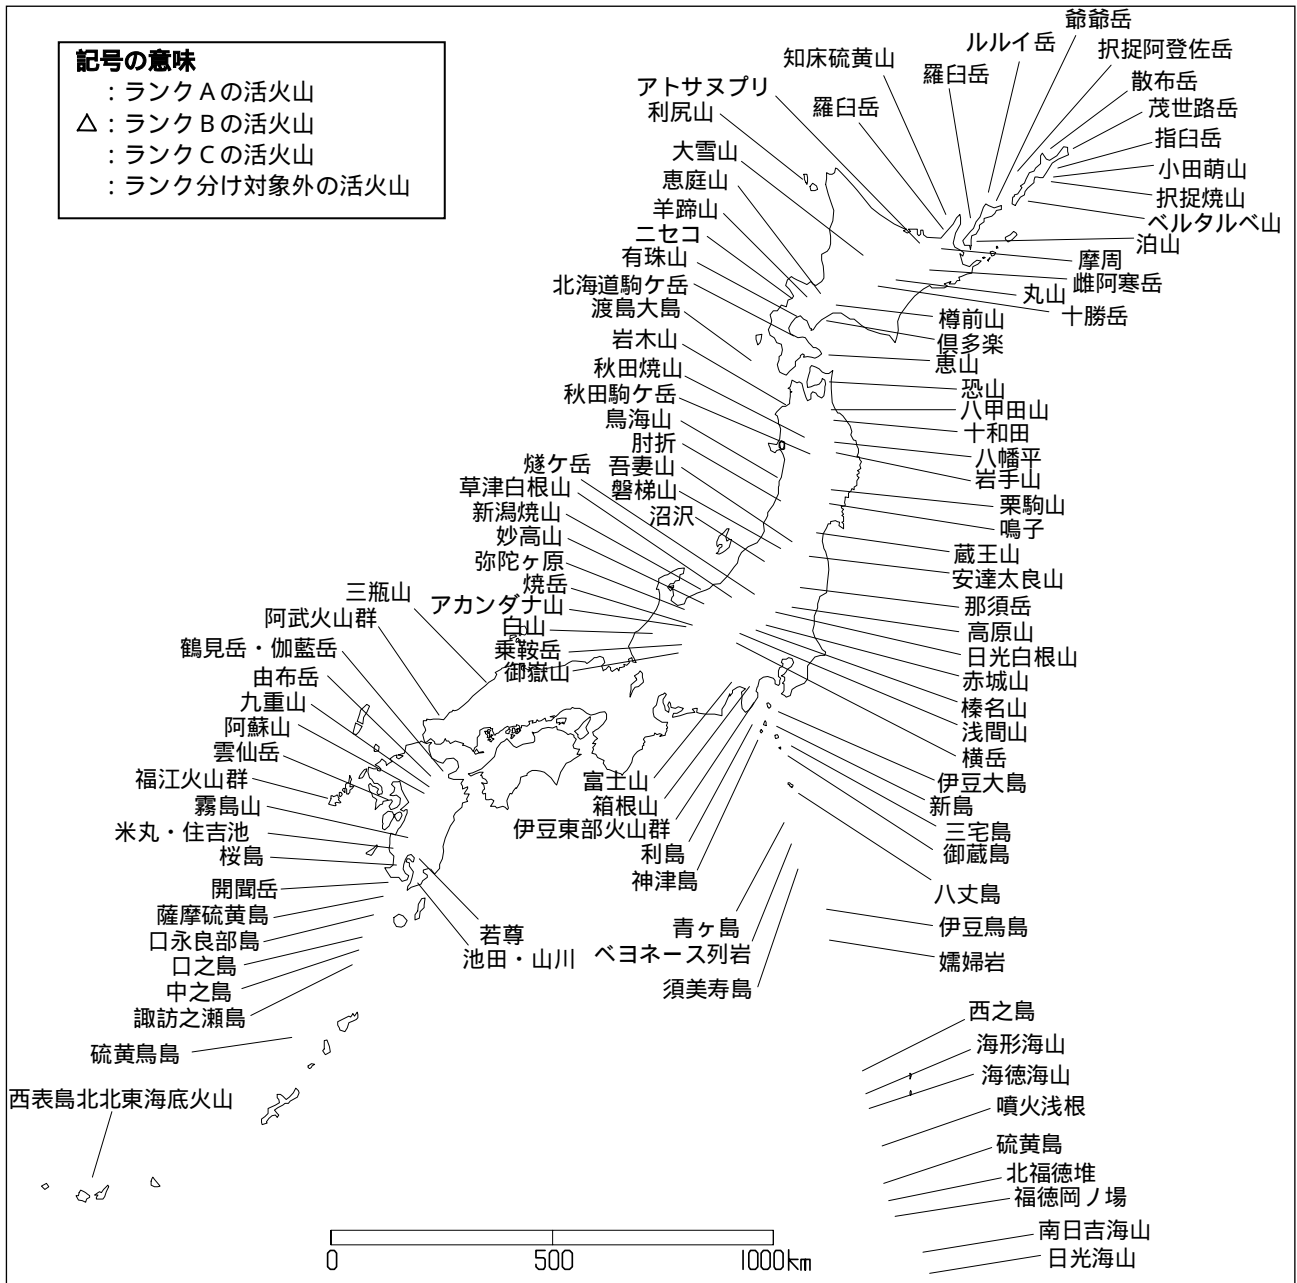 記号の意味
：ランクAの活火山
△：ランクBの活火山
：ランクCの活火山
：ランク分け対象外の活火山
爺爺岳
ルルイ岳
択捉阿登佐岳
知床硫黄山
羅臼岳
散布岳
アトサヌプリ
羅臼岳
茂世路岳
利尻山
指臼岳
大雪山
小田萌山
恵庭山
択捉焼山
羊蹄山
ベルタルベ山
ニセコ
泊山
有珠山
摩周
北海道駒ケ岳
雌阿寒岳
渡島大島
丸山
十勝岳
樽前山
岩木山
倶多楽
恵山
秋田焼山
恐山
秋田駒ケ岳
八甲田山
鳥海山
十和田
肘折
八幡平
燧ケ岳
吾妻山
岩手山
草津白根山
磐梯山
栗駒山
新潟焼山
沼沢
鳴子
妙高山
蔵王山
弥陀ヶ原
安達太良山
焼岳
三瓶山
アカンダナ山
那須岳
阿武火山群
白山
高原山
鶴見岳・伽藍岳
乗鞍岳
日光白根山
由布岳
御嶽山
赤城山
九重山
榛名山
阿蘇山
浅間山
雲仙岳
横岳
福江火山群
富士山
伊豆大島
霧島山
箱根山
新島
米丸・住吉池
伊豆東部火山群
三宅島
桜島
利島
御蔵島
開聞岳
神津島
八丈島
薩摩硫黄島
若尊
青ヶ島
伊豆鳥島
口永良部島
池田・山川
ベヨネース列岩
孀婦岩
口之島
中之島
須美寿島
諏訪之瀬島
西之島
硫黄鳥島
海形海山
海徳海山
西表島北北東海底火山
噴火浅根
硫黄島
北福徳堆
福徳岡ノ場
南日吉海山
日光海山
0 500 1000km